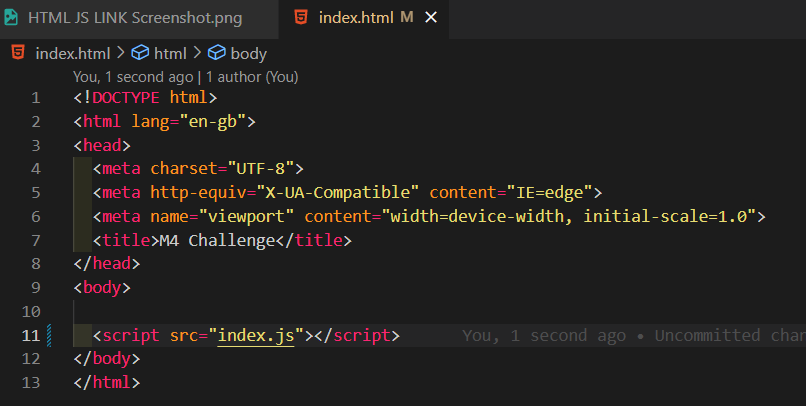 HTML JS LINK Screenshot.png index.html M
index.html > html > body
You, 1 second ago | 1 author (You)
1 <!DOCTYPE html>
2 <html lang="en-gb">
3 <head>
4 <meta charset="UTF-8">
5 <meta http-equiv="X-UA-Compatible" content="IE=edge">
6 <meta name="viewport" content="width=device-width, initial-scale=1.0">
7 <title>M4 Challenge</title>
8 </head>
9 <body>
10
11 <script src="index.js"></script> You, 1 second ago • Uncommitted char
12 </body>
13 </html>